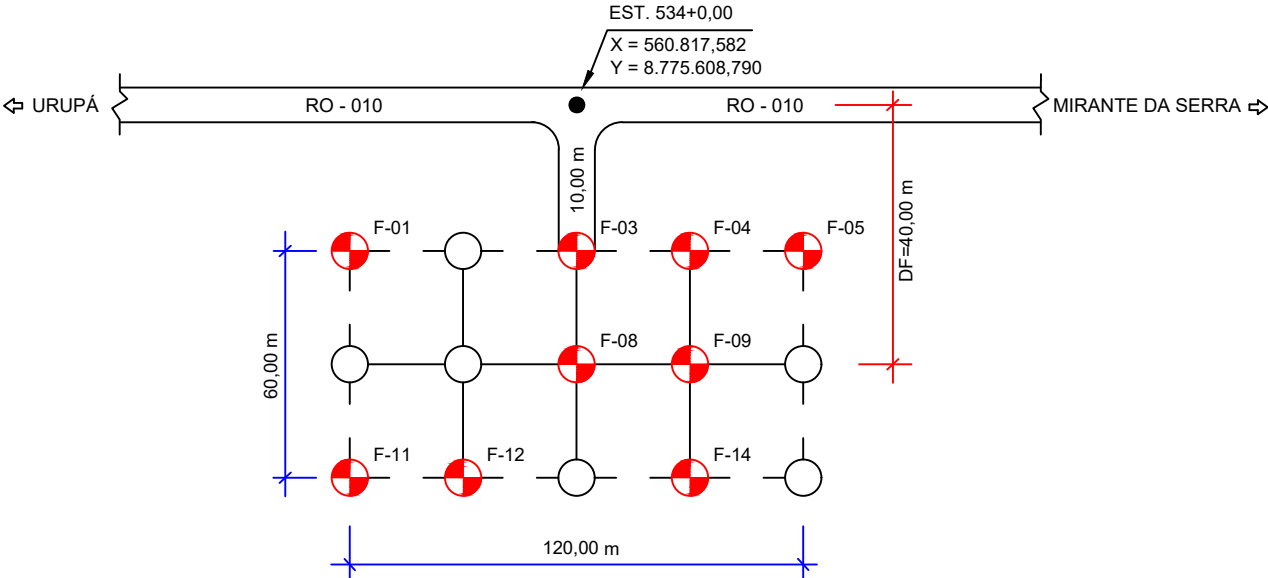 EST. 534+0,00
X = 560.817,582
Y = 8.775.608,790
URUPÁ
RO - 010
RO - 010
MIRANTE DA SERRA
10,00 m
DF=40,00 m
F-01
F-03
F-04
F-05
60,00 m
F-08
F-09
F-11
F-12
F-14
120,00 m